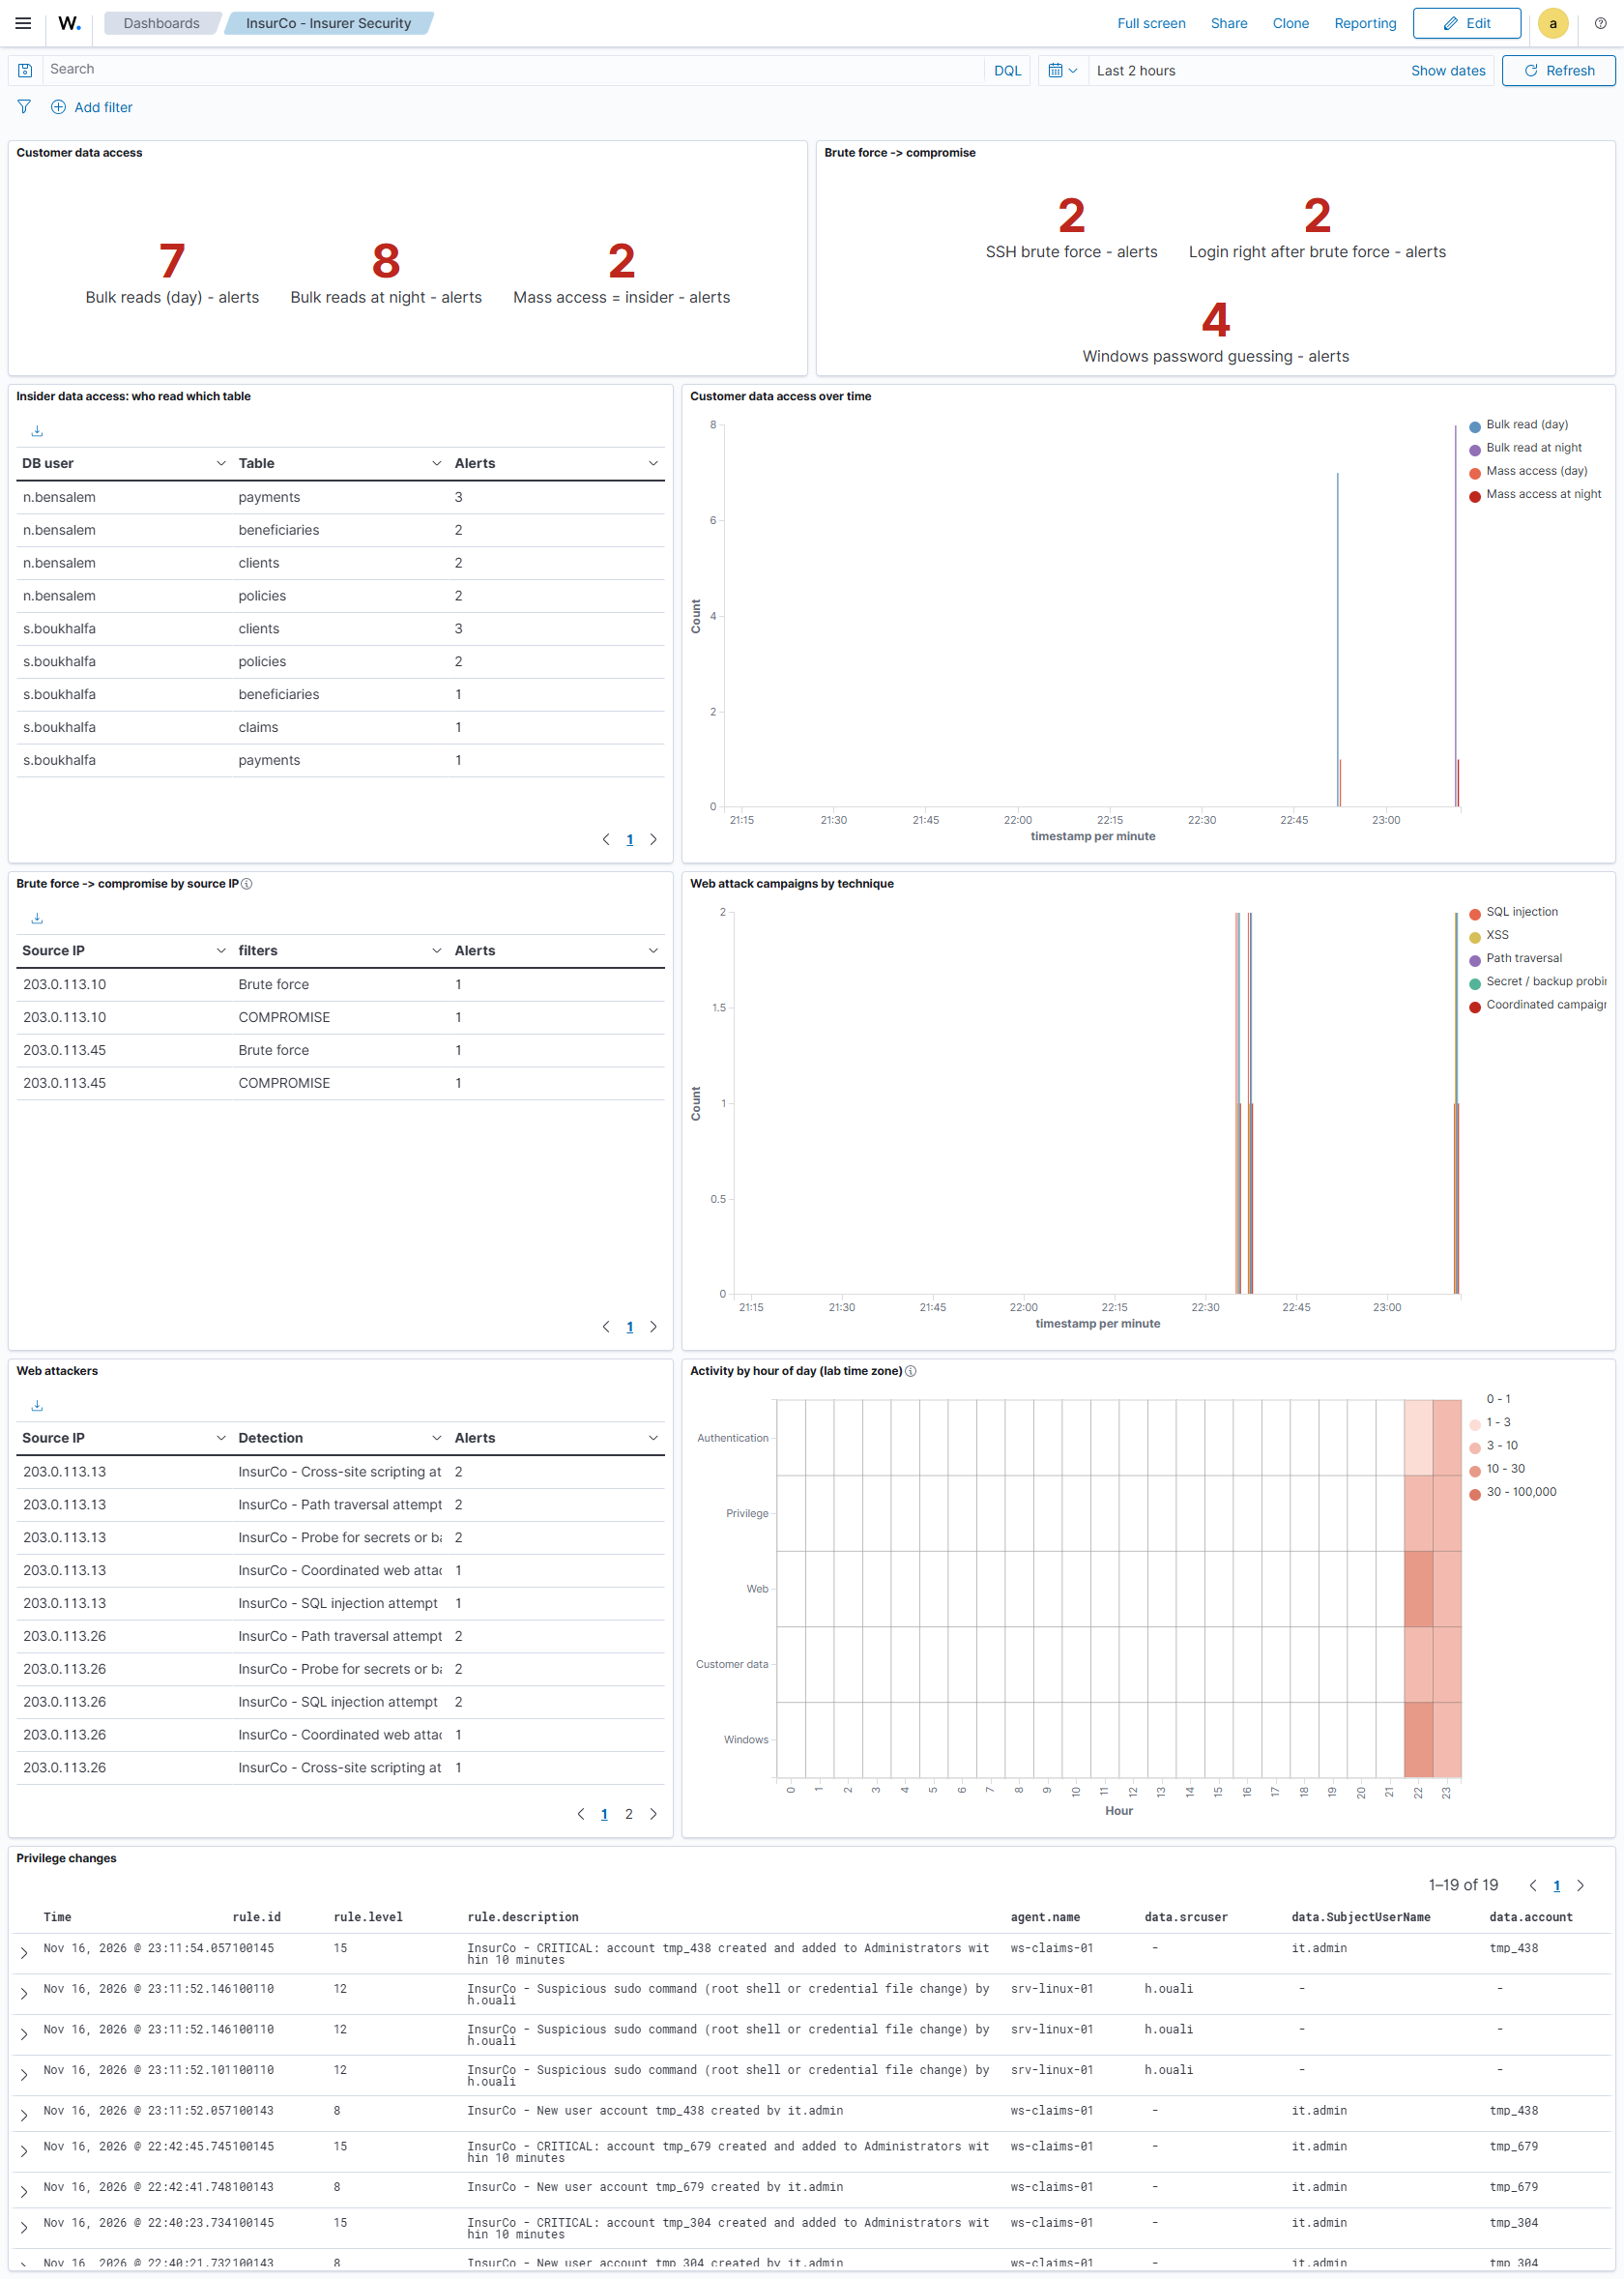 W.
Dashboards
InsurCo - Insurer Security
Full screen
Share
Clone
Reporting
Edit
a
Search
DQL
Last 2 hours
Show dates
Refresh
Add filter
Customer data access
7
Bulk reads (day) - alerts
8
Bulk reads at night - alerts
2
Mass access = insider - alerts
Brute force -> compromise
2
SSH brute force - alerts
2
Login right after brute force - alerts
4
Windows password guessing - alerts
Insider data access: who read which table
DB user Table Alerts
n.bensalem payments 3
n.bensalem beneficiaries 2
n.bensalem clients 2
n.bensalem policies 2
s.boukhalfa clients 3
s.boukhalfa policies 2
s.boukhalfa beneficiaries 1
s.boukhalfa claims 1
s.boukhalfa payments 1
1
Customer data access over time
8
6
4
2
0
Count
21:15 21:30 21:45 22:00 22:15 22:30 22:45 23:00
timestamp per minute
Bulk read (day)
Bulk read at night
Mass access (day)
Mass access at night
Brute force -> compromise by source IP
Source IP filters Alerts
203.0.113.10 Brute force 1
203.0.113.10 COMPROMISE 1
203.0.113.45 Brute force 1
203.0.113.45 COMPROMISE 1
1
Web attack campaigns by technique
2
1.5
1
0.5
0
Count
21:15 21:30 21:45 22:00 22:15 22:30 22:45 23:00
timestamp per minute
SQL injection
XSS
Path traversal
Secret / backup probin
Coordinated campaign
Web attackers
Source IP Detection Alerts
203.0.113.13 InsurCo - Cross-site scripting at 2
203.0.113.13 InsurCo - Path traversal attempt 2
203.0.113.13 InsurCo - Probe for secrets or ba 2
203.0.113.13 InsurCo - Coordinated web attac 1
203.0.113.13 InsurCo - SQL injection attempt 1
203.0.113.26 InsurCo - Path traversal attempt 2
203.0.113.26 InsurCo - Probe for secrets or ba 2
203.0.113.26 InsurCo - SQL injection attempt 2
203.0.113.26 InsurCo - Coordinated web attac 1
203.0.113.26 InsurCo - Cross-site scripting at 1
1 2
Activity by hour of day (lab time zone)
Authentication
Privilege
Web
Customer data
Windows
0 1 2 3 4 5 6 7 8 9 10 11 12 13 14 15 16 17 18 19 20 21 22 23
Hour
0 - 1
1 - 3
3 - 10
10 - 30
30 - 100,000
Privilege changes
1–19 of 19
1
Time rule.id rule.level rule.description agent.name data.srcuser data.SubjectUserName data.account
Nov 16, 2026 @ 23:11:54.057 100145 15 InsurCo - CRITICAL: account tmp_438 created and added to Administrators wit ws-claims-01 - it.admin tmp_438
hin 10 minutes
Nov 16, 2026 @ 23:11:52.146 100110 12 InsurCo - Suspicious sudo command (root shell or credential file change) by srv-linux-01 h.ouali - -
h.ouali
Nov 16, 2026 @ 23:11:52.146 100110 12 InsurCo - Suspicious sudo command (root shell or credential file change) by srv-linux-01 h.ouali - -
h.ouali
Nov 16, 2026 @ 23:11:52.101 100110 12 InsurCo - Suspicious sudo command (root shell or credential file change) by srv-linux-01 h.ouali - -
h.ouali
Nov 16, 2026 @ 23:11:52.057 100143 8 InsurCo - New user account tmp_438 created by it.admin ws-claims-01 - it.admin tmp_438
Nov 16, 2026 @ 22:42:45.745 100145 15 InsurCo - CRITICAL: account tmp_679 created and added to Administrators wit ws-claims-01 - it.admin tmp_679
hin 10 minutes
Nov 16, 2026 @ 22:42:41.748 100143 8 InsurCo - New user account tmp_679 created by it.admin ws-claims-01 - it.admin tmp_679
Nov 16, 2026 @ 22:40:23.734 100145 15 InsurCo - CRITICAL: account tmp_304 created and added to Administrators wit ws-claims-01 - it.admin tmp_304
hin 10 minutes
Nov 16, 2026 @ 22:40:21.732 100143 8 InsurCo - New user account tmp_304 created by it.admin ws-claims-01 - it.admin tmp_304